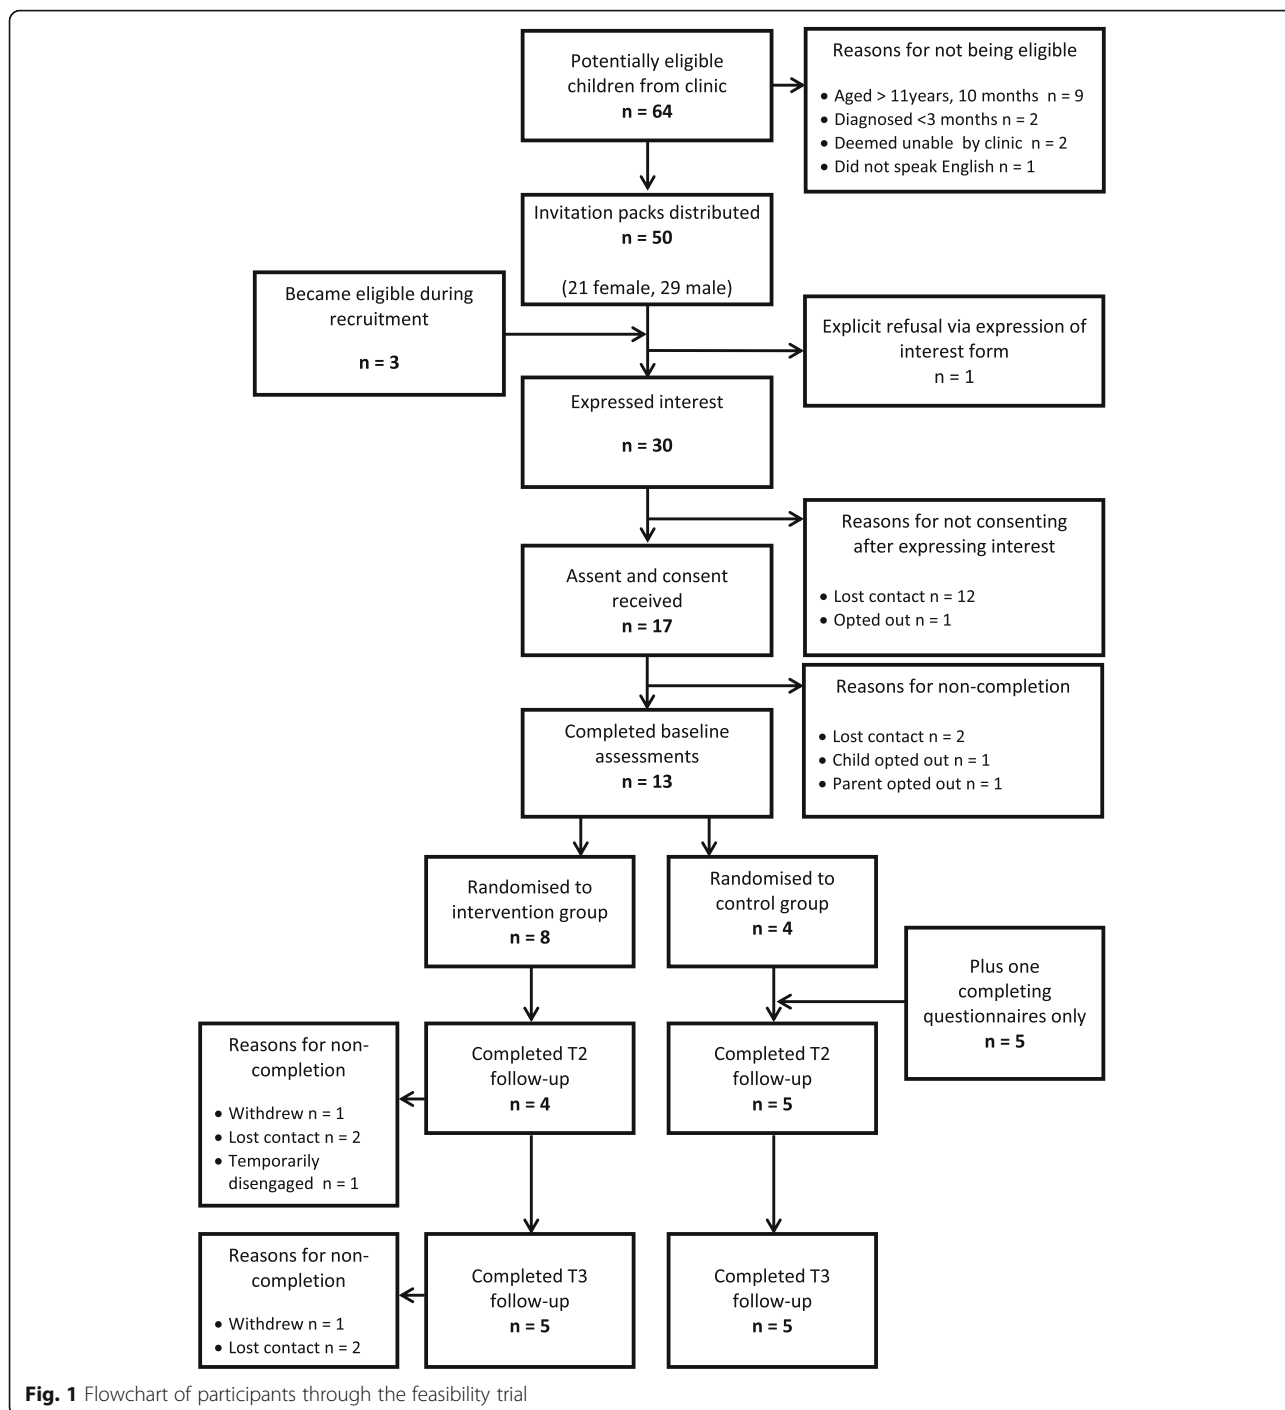 Potentially eligible
children from clinic
n = 64
Reasons for not being eligible
• Aged > 11years, 10 months n = 9
• Diagnosed <3 months n = 2
• Deemed unable by clinic n = 2
• Did not speak English n = 1
Invitation packs distributed
n = 50
(21 female, 29 male)
Became eligible during
recruitment
n = 3
Explicit refusal via expression of
interest form
n = 1
Expressed interest
n = 30
Reasons for not consenting
after expressing interest
• Lost contact n = 12
• Opted out n = 1
Assent and consent
received
n = 17
Reasons for non-completion
• Lost contact n = 2
• Child opted out n = 1
• Parent opted out n = 1
Completed baseline
assessments
n = 13
Randomised to
intervention group
n = 8
Randomised to
control group
n = 4
Plus one
completing
questionnaires only
n = 5
Reasons for non-
completion
• Withdrew n = 1
• Lost contact n = 2
• Temporarily
disengaged n = 1
Completed T2
follow-up
n = 4
Completed T2
follow-up
n = 5
Reasons for non-
completion
• Withdrew n = 1
• Lost contact n = 2
Completed T3
follow-up
n = 5
Completed T3
follow-up
n = 5
Fig. 1 Flowchart of participants through the feasibility trial